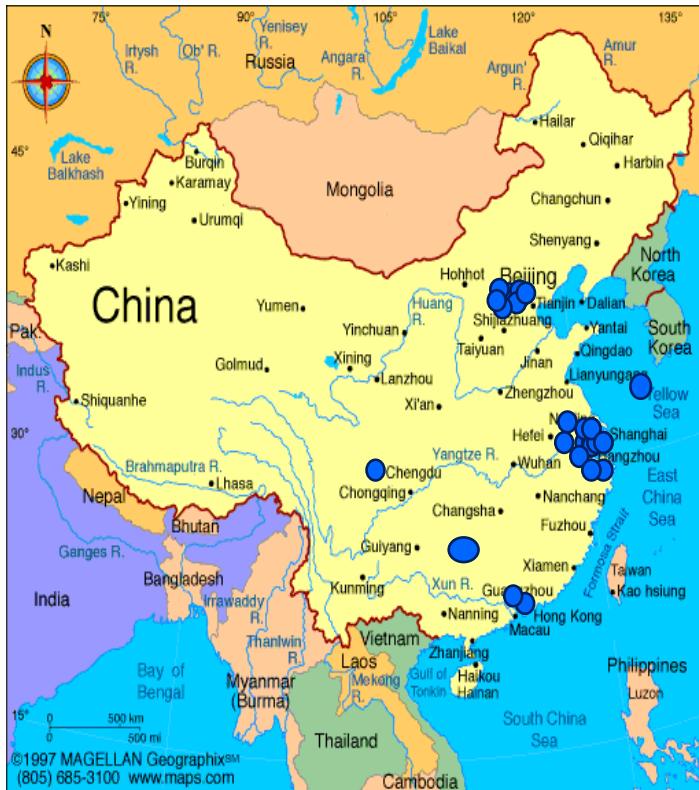 75°
90°
105°
120°
135°
N
Irtysh
R.
Ob' R.
Yenisey
R.
Russia
Angara
R.
Lake
Baikal
Argun'
R.
Amur
R.
45°
Lake
Balkhash
Burqin
Karamay
Yining
Urumqi
Kashi
Mongolia
Hailar
Qiqihar
Harbin
Changchun
Shenyang
North
Korea
South
Korea
China
Yumen
Hohhot
Huang
R.
Beijing
Tianjin
Dalian
Shijiazhuang
Yantai
Yinchuan
Taiyuan
Jinan
Qingdao
Pak.
Indus
R.
Golmud
Xining
Lanzhou
Zhengzhou
Lianyungang
Yellow
Sea
Shiquanhe
Xi'an
30°
Hefei
Shanghai
Brahmaputra R.
Lhasa
Chengdu
Yangtze R.
Wuhan
East
China
Sea
Nepal
Chongqing
Nanchang
Changsha
Bhutan
Fuzhou
Formosa Strait
Ganges R.
Guiyang
Xiamen
Taiwan
Bangladesh
Kunming
Xun R.
Kao hsiung
India
Irrawaddy
R.
Nanning
Hong Kong
Macau
Thanlwin
R.
Vietnam
Laos
Zhanjiang
Haikou
Hainan
Gulf of
Tonkin
Mekong
R.
Bay of
Bengal
Myanmar
(Burma)
Philippines
Luzon
15°
0
500 km
500 mi
Thailand
South China
Sea
Cambodia
©1997 MAGELLAN Geographix℠
(805) 685-3100 www.maps.com